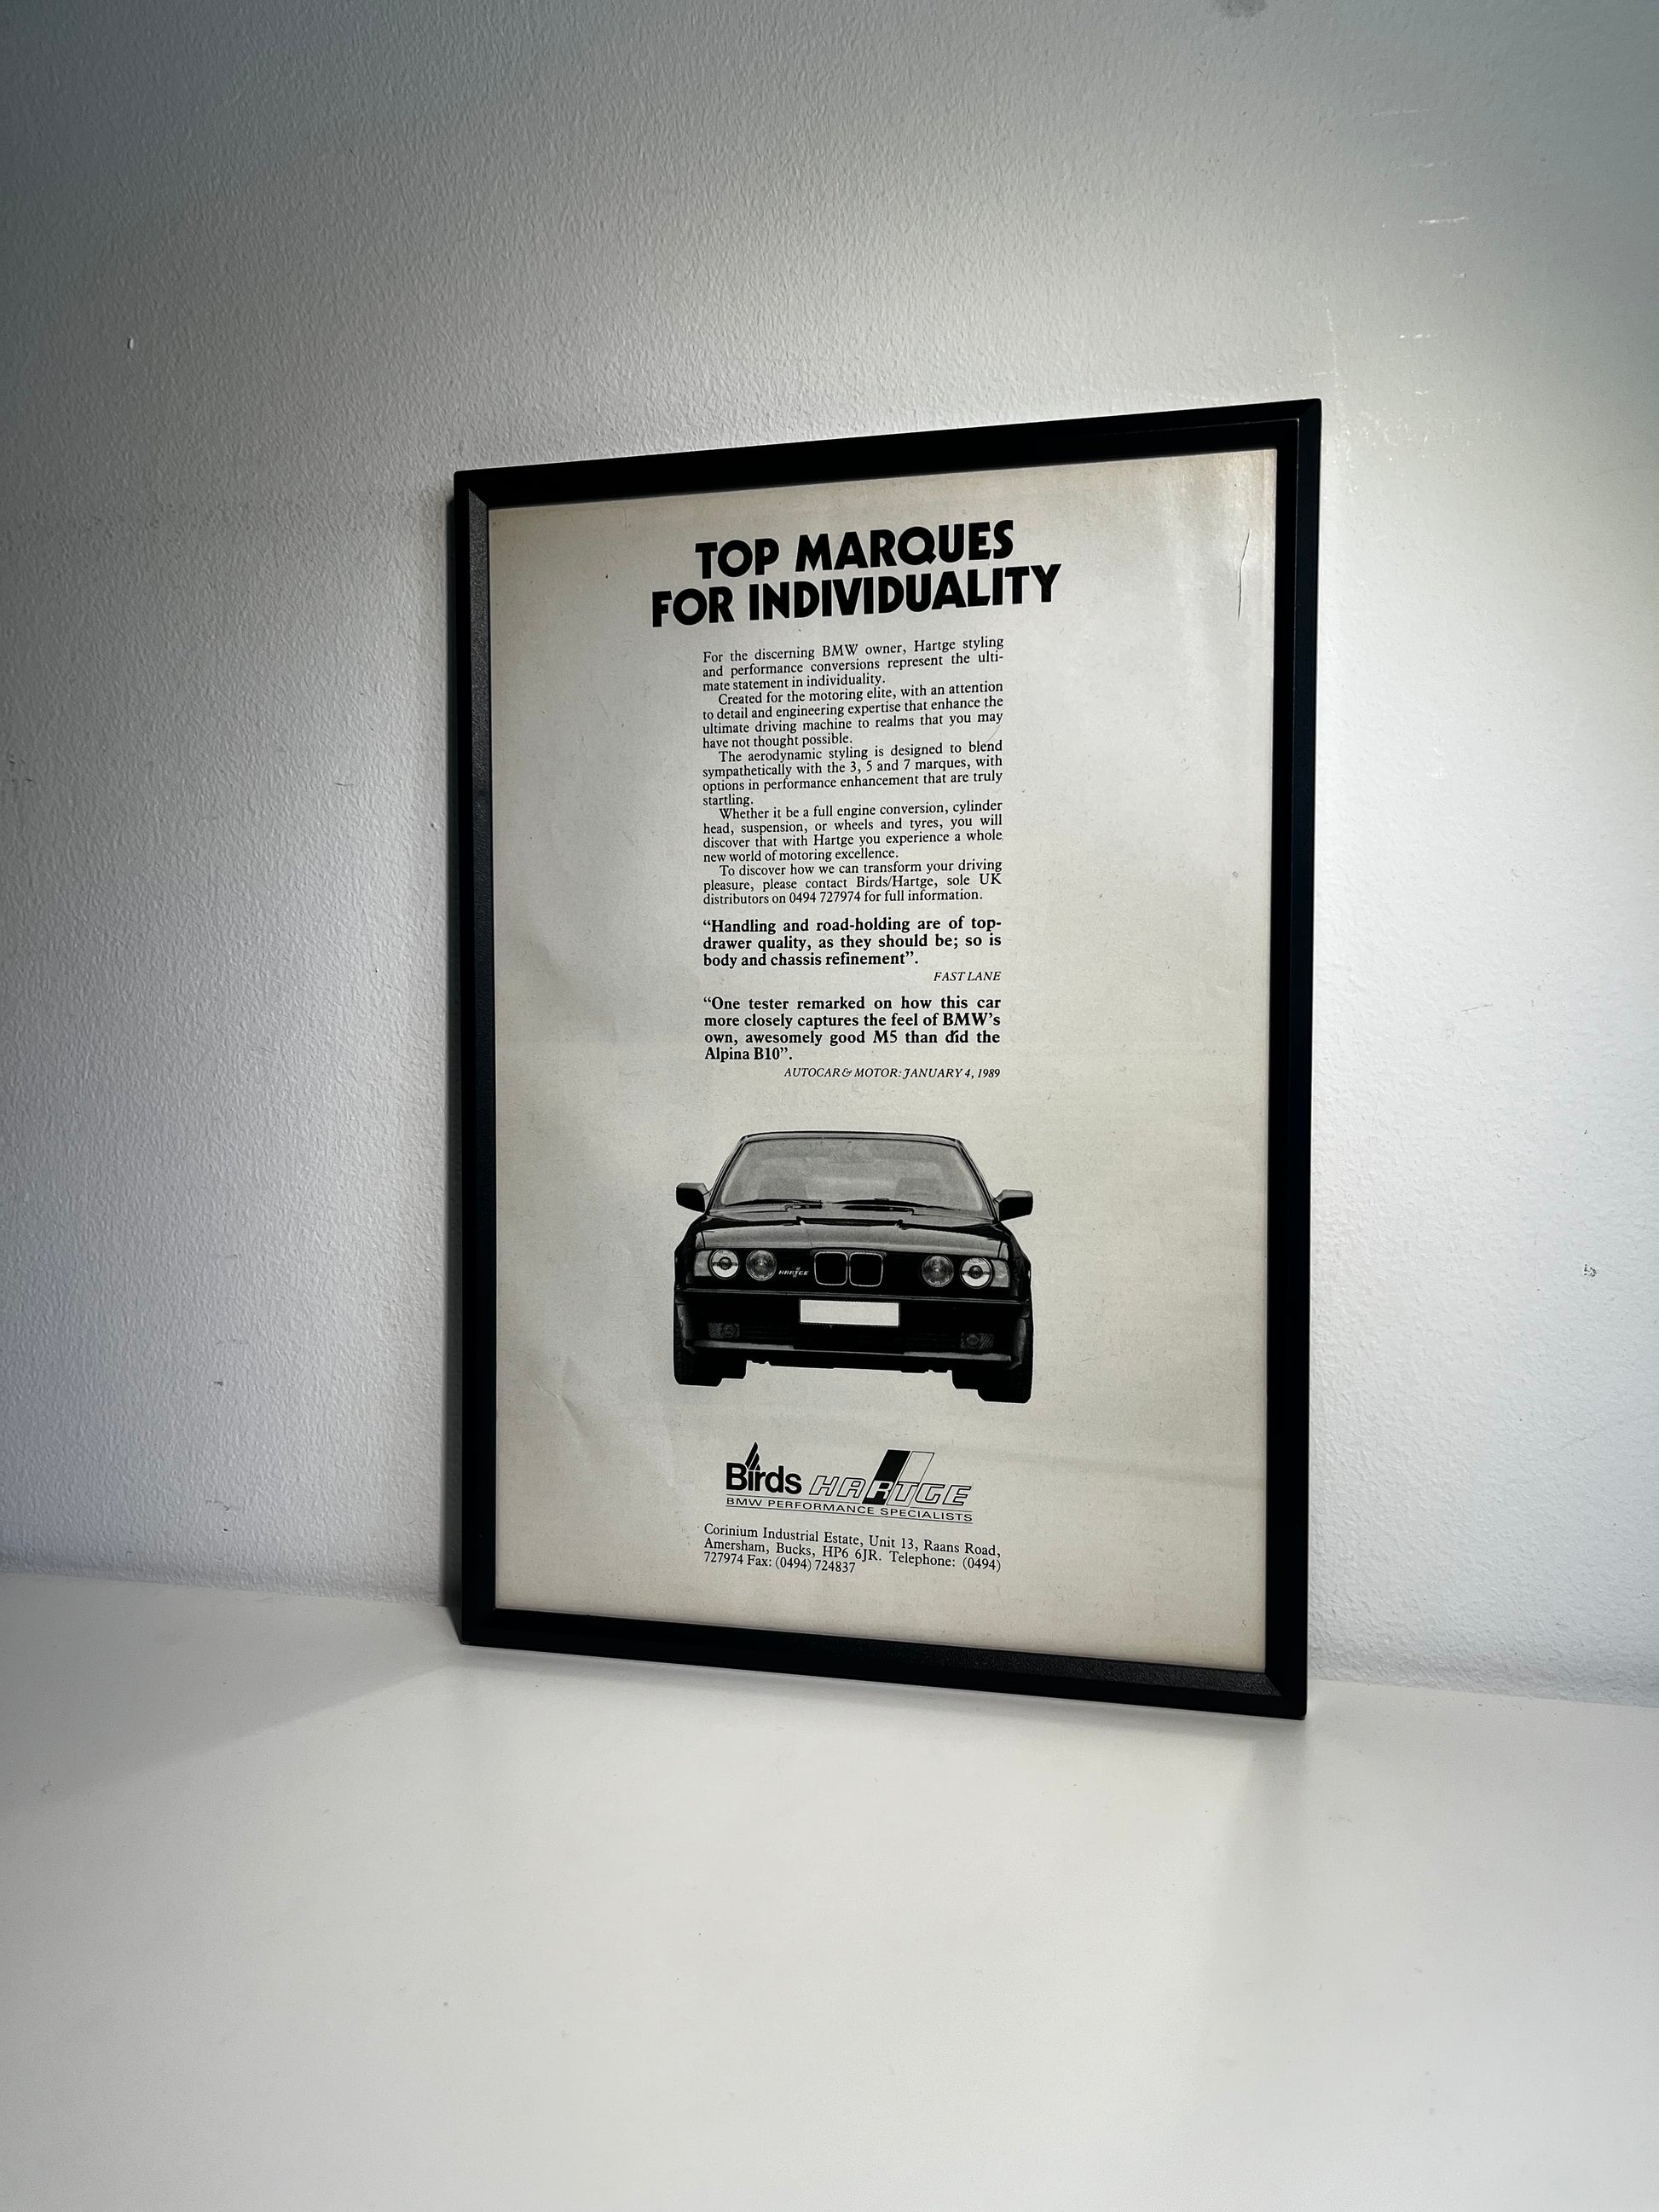 TOP MARQUES
FOR INDIVIDUALITY
For the discerning BMW owner, Hartge styling
and performance conversions represent the ulti-
mate statement in individuality.
Created for the motoring elite, with an attention
to detail and engineering expertise that enhance the
ultimate driving machine to realms that you may
have not thought possible.
The aerodynamic styling is designed to blend
sympathetically with the 3, 5 and 7 marques, with
options in performance enhancement that are truly
startling.
Whether it be a full engine conversion, cylinder
head, suspension, or wheels and tyres, you will
discover that with Hartge you experience a whole
new world of motoring excellence.
To discover how we can transform your driving
pleasure, please contact Birds/Hartge, sole UK
distributors on 0494 727974 for full information.
“Handling and road-holding are of top-
drawer quality, as they should be; so is
body and chassis refinement”.
FAST LANE
“One tester remarked on how this car
more closely captures the feel of BMW’s
own, awesomely good M5 than did the
Alpina B10”.
AUTOCAR & MOTOR: JANUARY 4, 1989
HARTGE
Birds HARTGE
BMW PERFORMANCE SPECIALISTS
Corinium Industrial Estate, Unit 13, Raans Road,
Amersham, Bucks, HP6 6JR. Telephone: (0494)
727974 Fax: (0494) 724837